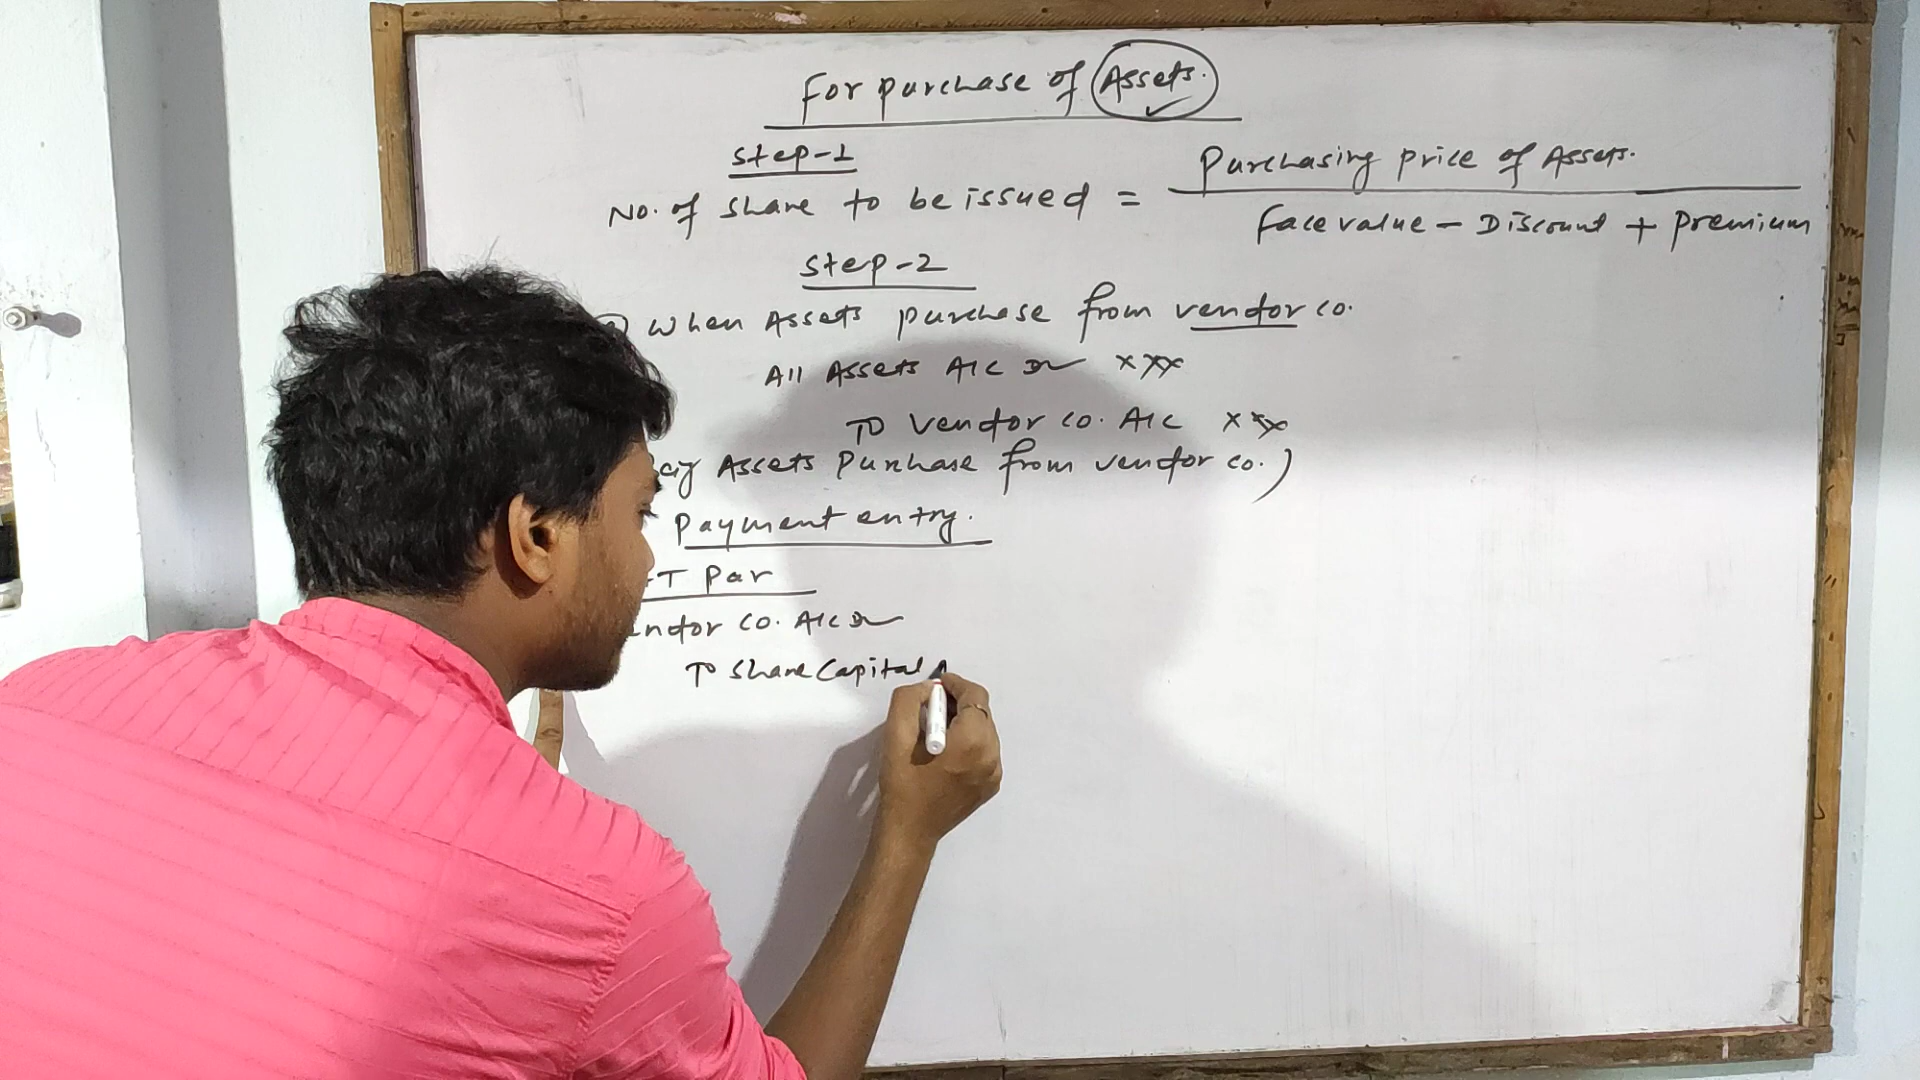 For purchase of Assets.
Step-1
No. of share to be issued = Purchasing price of Assets.
Face value - Discount + Premium
Step-2
When Assets purchase from vendor co.
All Assets A/c Dr xxx
To Vendor co. A/c xxx
Assets Purchase from vendor co.)
Payment entry.
Par
co. A/c Dr
To Share Capital A